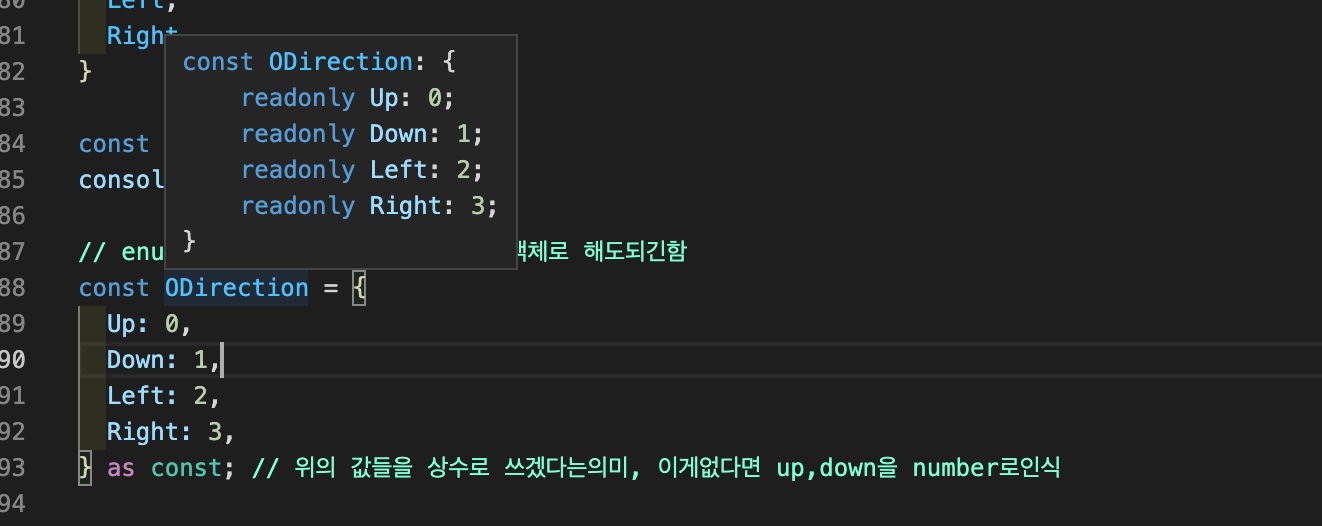 80 Left,
81 Right
82 }
83
84 const
85 consol
86
const ODirection: {
readonly Up: 0;
readonly Down: 1;
readonly Left: 2;
readonly Right: 3;
}
87 // enu 해도되긴함
88 const ODirection = {
89 Up: 0,
90 Down: 1,
91 Left: 2,
92 Right: 3,
93 } as const; // 위의 값들을 상수로 쓰겠다는의미, 이게없다면 up,down을 number로인식
94